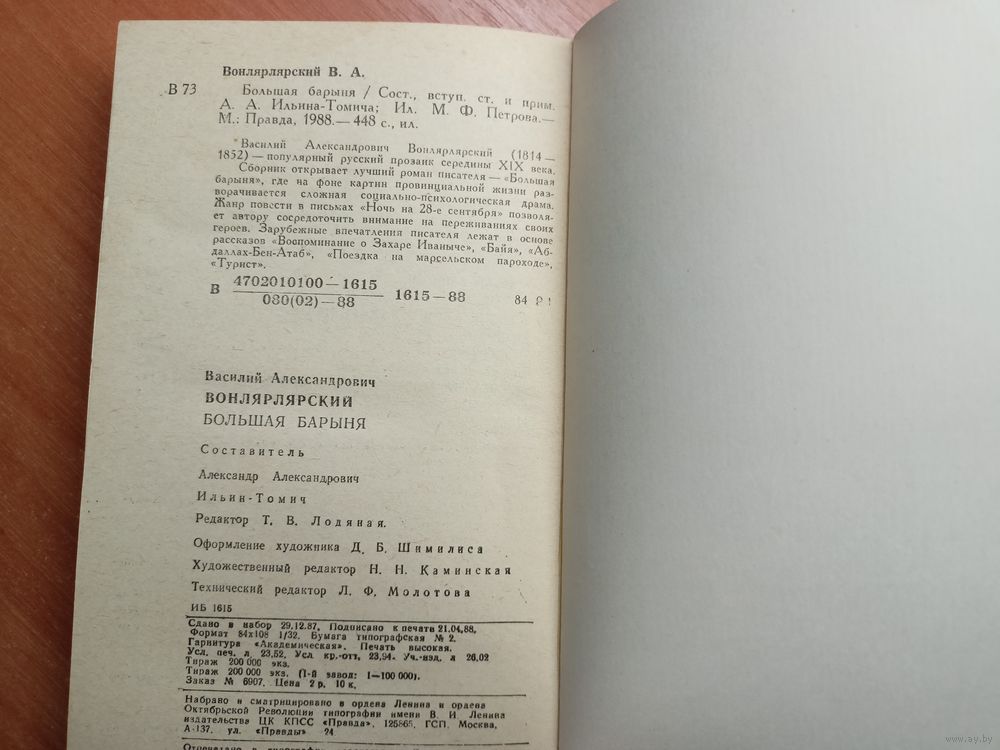 Вонлярлярский В. А.
В 73 Большая барыня / Сост., вступ. ст. и прим.
А. А. Ильина-Томича; Ил. М. Ф. Петрова.—
М.: Правда, 1988.— 448 с., ил.
Василий Александрович Вонлярлярский (1814—
1852) — популярный русский прозаик середины XIX века.
Сборник открывает лучший роман писателя — «Большая
барыня», где на фоне картин провинциальной жизни раз-
ворачивается сложная социально-психологическая драма.
Жанр повести в письмах «Ночь на 28-е сентября» позволя-
ет автору сосредоточить внимание на переживаниях своих
героев. Зарубежные впечатления писателя лежат в основе
рассказов «Воспоминание о Захаре Иваныче», «Байя», «Аб-
даллах-Бен-Атаб», «Поездка на марсельском пароходе»,
«Турист».
В 4702010100—1615
080(02)—88 1615—88 84
Василий Александрович
ВОНЛЯРЛЯРСКИЙ
БОЛЬШАЯ БАРЫНЯ
Составитель
Александр Александрович
Ильин-Томич
Редактор Т. В. Лодяная.
Оформление художника Д. Б. Шимилиса
Художественный редактор Н. Н. Каминская
Технический редактор Л. Ф. Молотова
ИБ 1615
Сдано в набор 29.12.87. Подписано к печати 21.04.88.
Формат 84х108 1/32. Бумага типографская № 2.
Гарнитура «Академическая». Печать высокая.
Усл. печ. л. 23,52. Усл. кр.-отт. 23,94. Уч.-изд. л 26,02
Тираж 200 000 экз.
Тираж 200 000 экз. (1-й завод: 1—100 000).
Заказ № 6907. Цена 2 р. 10 к.
Набрано и сматрицировано в ордена Ленина и ордена
Октябрьской Революции типографии имени В. И. Ленина
издательства ЦК КПСС «Правда», 125865, ГСП, Москва,
А-137, ул. «Правды» 24
www.ay.by